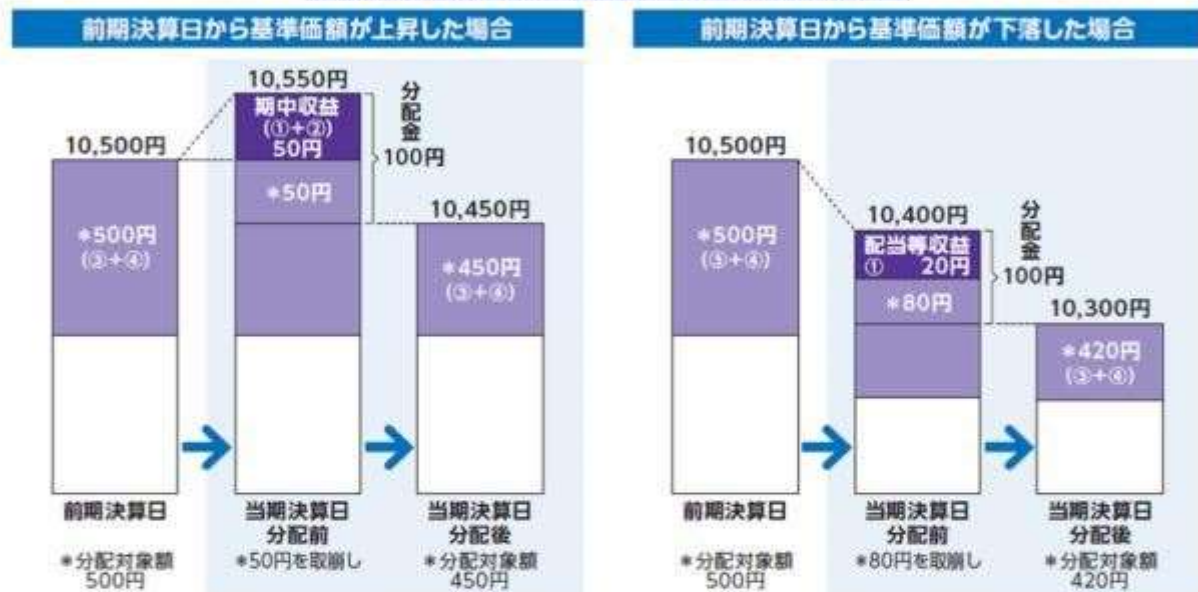 前期決算日から基準価額が上昇した場合
10,550円
期中収益
(①+②)
50円
分配金
100円
10,500円
*50円
10,450円
*500円
(③+④)
*450円
(③+④)
前期決算日
当期決算日
分配前
当期決算日
分配後
*分配対象額
500円
*50円を取崩し
*分配対象額
450円
前期決算日から基準価額が下落した場合
10,500円
10,400円
配当等収益
① 20円
分配金
100円
*500円
(③+④)
*80円
10,300円
*420円
(③+④)
前期決算日
当期決算日
分配前
当期決算日
分配後
*分配対象額
500円
*80円を取崩し
*分配対象額
420円